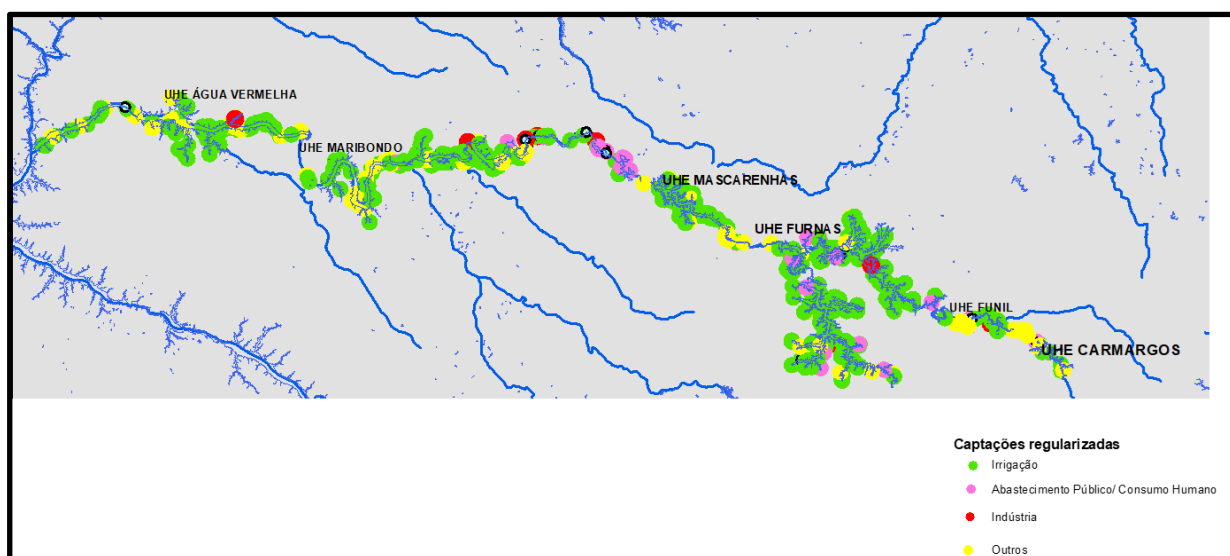 UHE ÁGUA VERMELHA
UHE MARIBONDO
UHE MASCARENHAS
UHE FURNAS
UHE FUNIL
UHE CARMARGOS
Captações regularizadas
Irrigação
Abastecimento Público/ Consumo Humano
Indústria
Outros